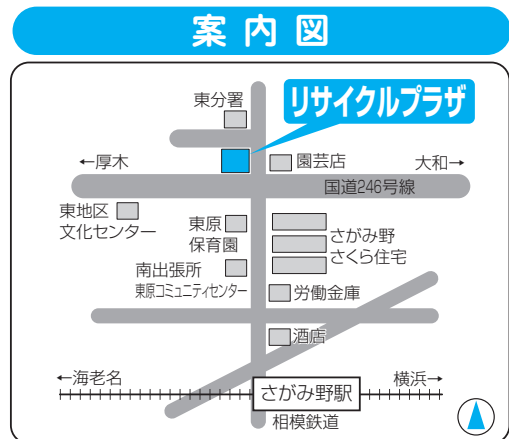 案内図
東分署
リサイクルプラザ
←厚木
園芸店
大和→
国道246号線
東地区
文化センター
東原
保育園
さがみ野
さくら住宅
南出張所
東原コミュニティセンター
労働金庫
酒店
←海老名
さがみ野駅
横浜→
相模鉄道